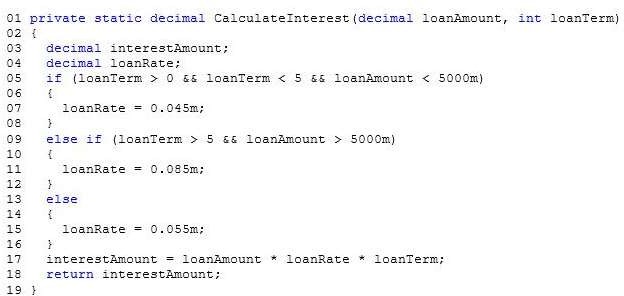 01 private static decimal CalculateInterest(decimal loanAmount, int loanTerm)
02 {
03   decimal interestAmount;
04   decimal loanRate;
05   if (loanTerm > 0 && loanTerm < 5 && loanAmount < 5000m)
06   {
07     loanRate = 0.045m;
08   }
09   else if (loanTerm > 5 && loanAmount > 5000m)
10   {
11     loanRate = 0.085m;
12   }
13   else
14   {
15     loanRate = 0.055m;
16   }
17   interestAmount = loanAmount * loanRate * loanTerm;
18   return interestAmount;
19 }